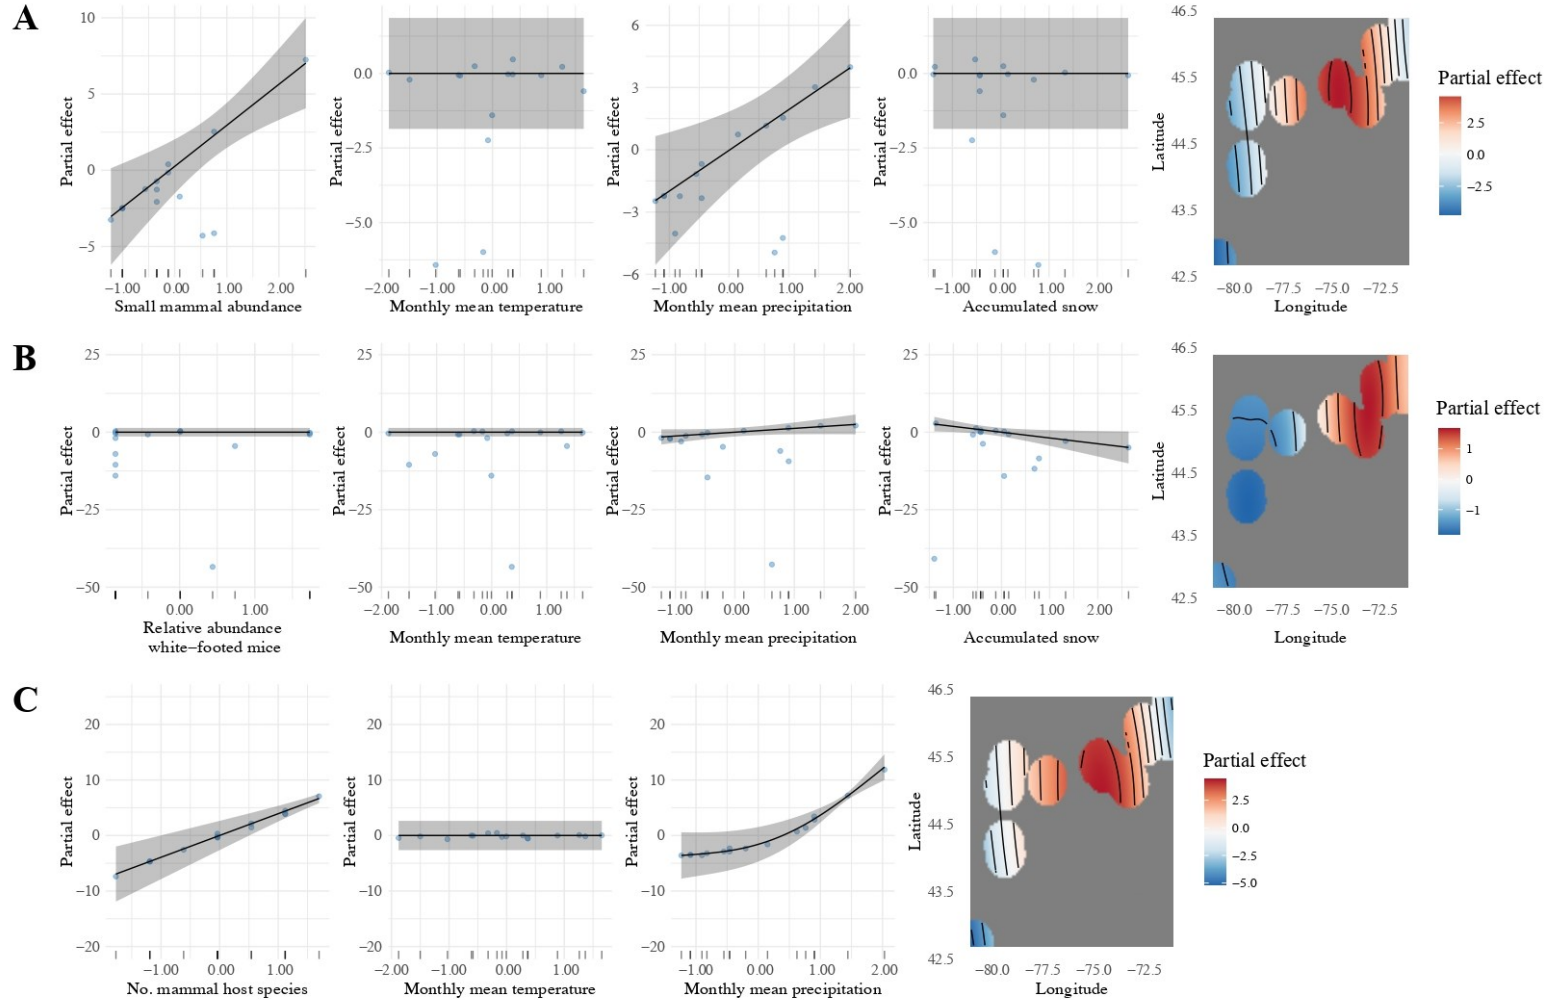 A
Partial effect
10
5
0
−5
−1.00 0.00 1.00 2.00
Small mammal abundance
Partial effect
0.0
−2.5
−5.0
−2.00 −1.00 0.00 1.00
Monthly mean temperature
Partial effect
6
3
0
−3
−6
−1.00 0.00 1.00 2.00
Monthly mean precipitation
Partial effect
0.0
−2.5
−5.0
−1.00 0.00 1.00 2.00
Accumulated snow
Latitude
46.5
45.5
44.5
43.5
42.5
−80.0 −77.5 −75.0 −72.5
Longitude
Partial effect
2.5
0.0
−2.5
B
Partial effect
25
0
−25
−50
0.00 1.00
Relative abundance
white−footed mice
Partial effect
25
0
−25
−50
−2.00 −1.00 0.00 1.00
Monthly mean temperature
Partial effect
25
0
−25
−50
−1.00 0.00 1.00 2.00
Monthly mean precipitation
Partial effect
25
0
−25
−50
−1.00 0.00 1.00 2.00
Accumulated snow
Latitude
46.5
45.5
44.5
43.5
42.5
−80.0 −77.5 −75.0 −72.5
Longitude
Partial effect
1
0
−1
C
Partial effect
20
10
0
−10
−20
−1.00 0.00 1.00
No. mammal host species
Partial effect
20
10
0
−10
−20
−2.00 −1.00 0.00 1.00
Monthly mean temperature
Partial effect
20
10
0
−10
−20
−1.00 0.00 1.00 2.00
Monthly mean precipitation
Latitude
46.5
45.5
44.5
43.5
42.5
−80.0 −77.5 −75.0 −72.5
Longitude
Partial effect
2.5
0.0
−2.5
−5.0